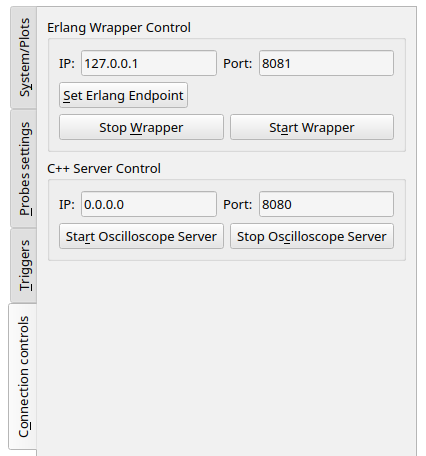 System/Plots
Probes settings
Triggers
Connection controls
Erlang Wrapper Control
IP: 127.0.0.1 Port: 8081
Set Erlang Endpoint
Stop Wrapper Start Wrapper
C++ Server Control
IP: 0.0.0.0 Port: 8080
Start Oscilloscope Server Stop Oscilloscope Server